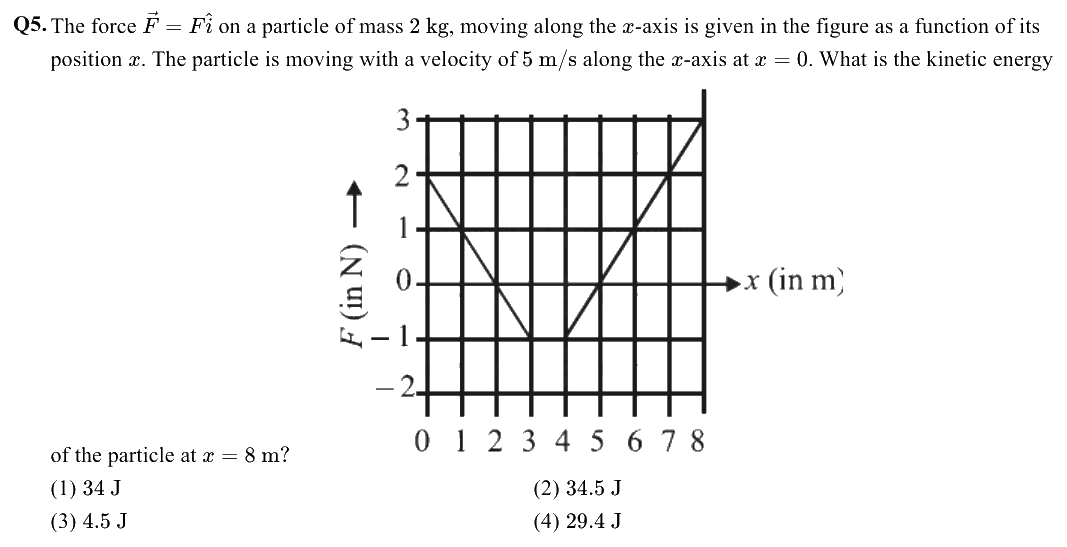 Q5. The force $\vec{F} = F\hat{i}$ on a particle of mass 2 kg, moving along the $x$-axis is given in the figure as a function of its
position $x$. The particle is moving with a velocity of 5 m/s along the $x$-axis at $x = 0$. What is the kinetic energy
3
2
1
0
– 1
– 2
F (in N)
x (in m)
0 1 2 3 4 5 6 7 8
of the particle at $x = 8$ m?
(1) 34 J (2) 34.5 J
(3) 4.5 J (4) 29.4 J